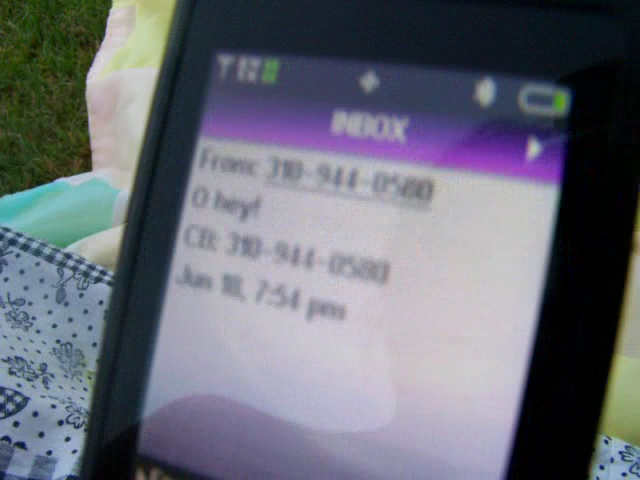 INBOX
From: 310-944-0580
O hey!
CB: 310-944-0580
Jun 18, 7:54 pm